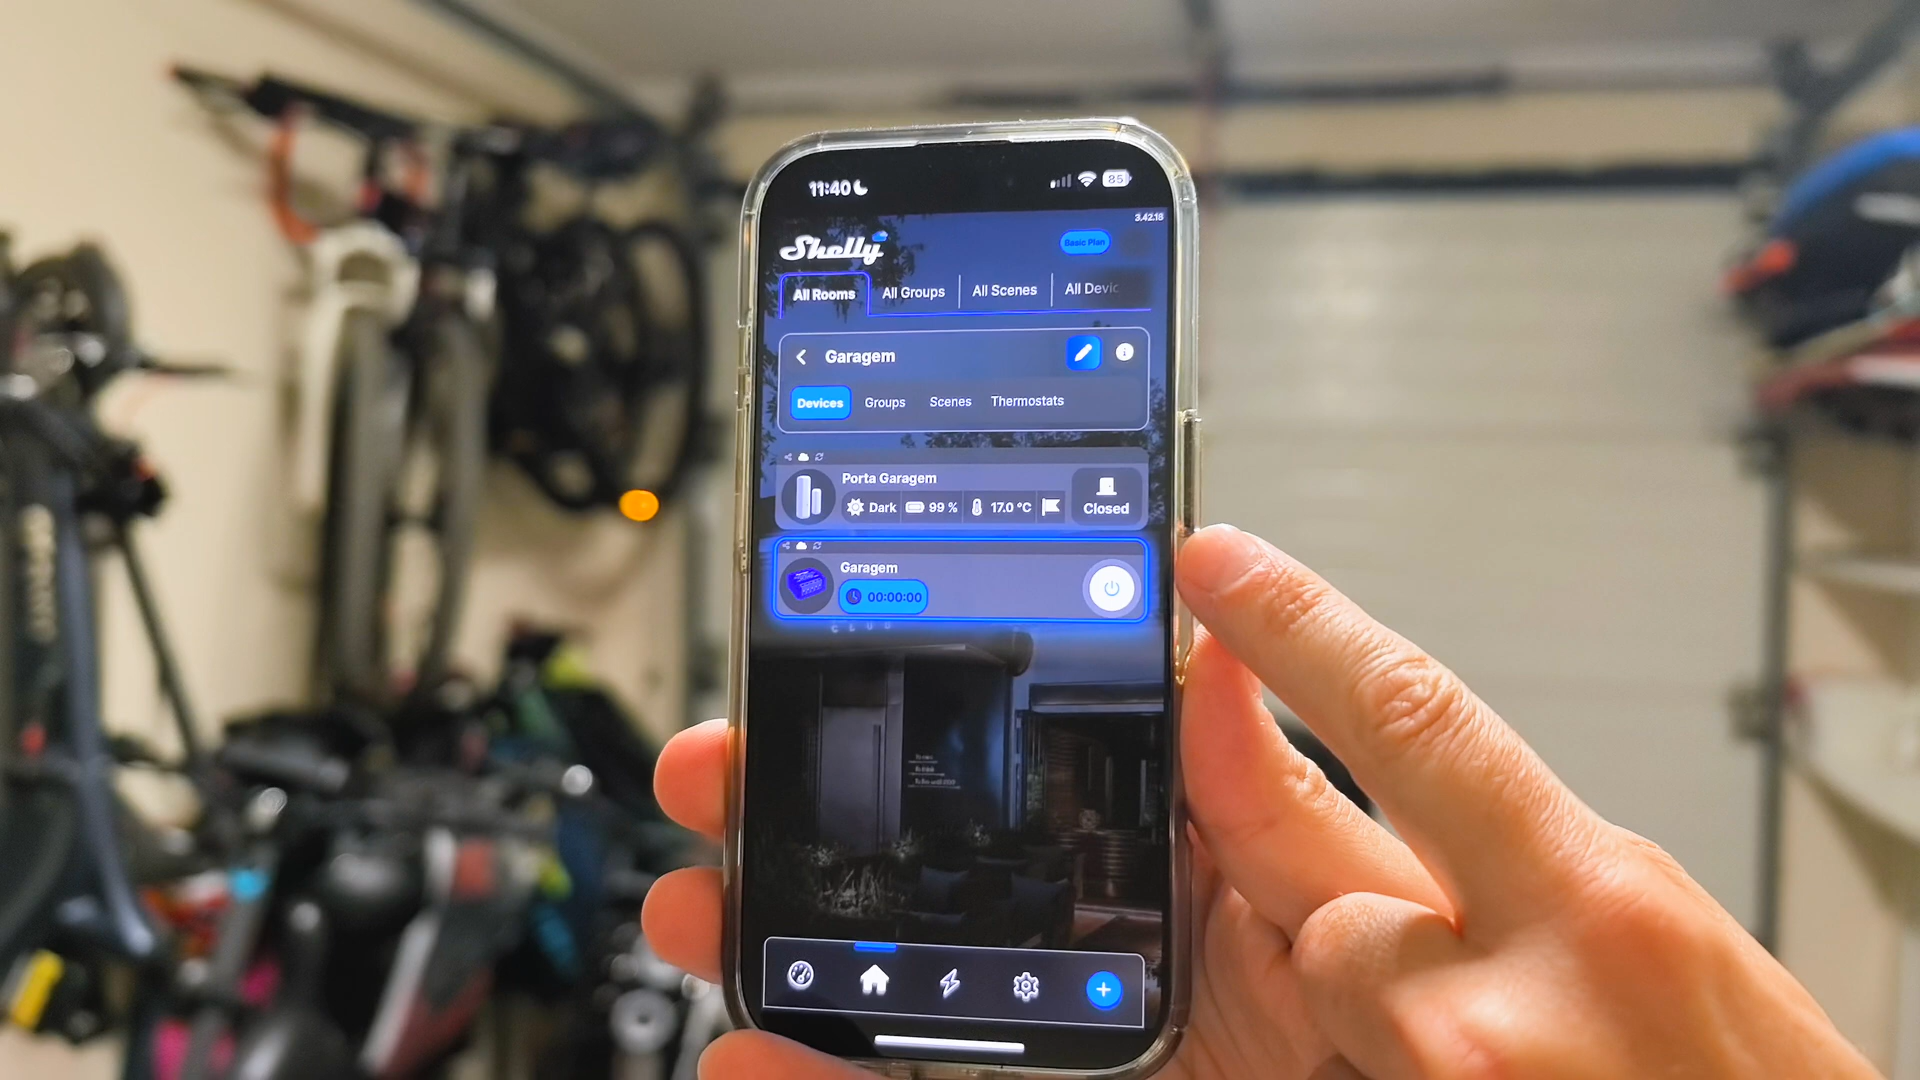 11:40
85
3.42.18
Shelly
Basic Plan
All Rooms
All Groups
All Scenes
All Devic
Garagem
Devices
Groups
Scenes
Thermostats
Porta Garagem
Dark
99 %
17.0 °C
Closed
Garagem
00:00:00
CLUB